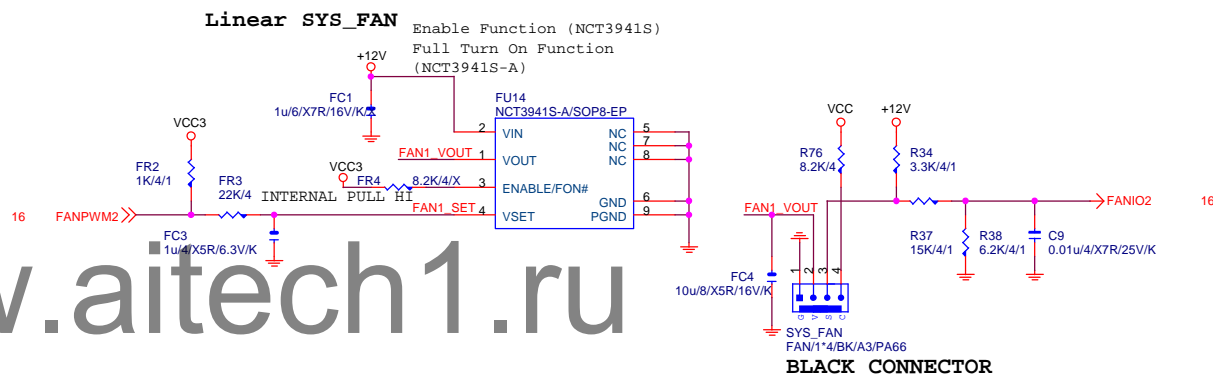 Linear SYS_FAN
Enable Function (NCT3941S)
Full Turn On Function
(NCT3941S-A)
+12V
FC1
1u/6/X7R/16V/K/X
FU14
NCT3941S-A/SOP8-EP
2 VIN
FAN1_VOUT 1 VOUT
3 ENABLE/FON#
FAN1_SET 4 VSET
NC 5
NC 7
NC 8
GND 6
PGND 9
VCC3
FR2
1K/4/1
FR3
22K/4
VCC3
FR4 8.2K/4/X
INTERNAL PULL HI
16 FANPWM2
FC3
1u/4/X5R/6.3V/K
VCC
+12V
R76
8.2K/4
R34
3.3K/4/1
FAN1_VOUT
FANIO2 16
R37
15K/4/1
R38
6.2K/4/1
C9
0.01u/4/X7R/25V/K
FC4
10u/8/X5R/16V/K
1 2 3 4
G V S C
SYS_FAN
FAN/1*4/BK/A3/PA66
BLACK CONNECTOR
w.aitech1.ru